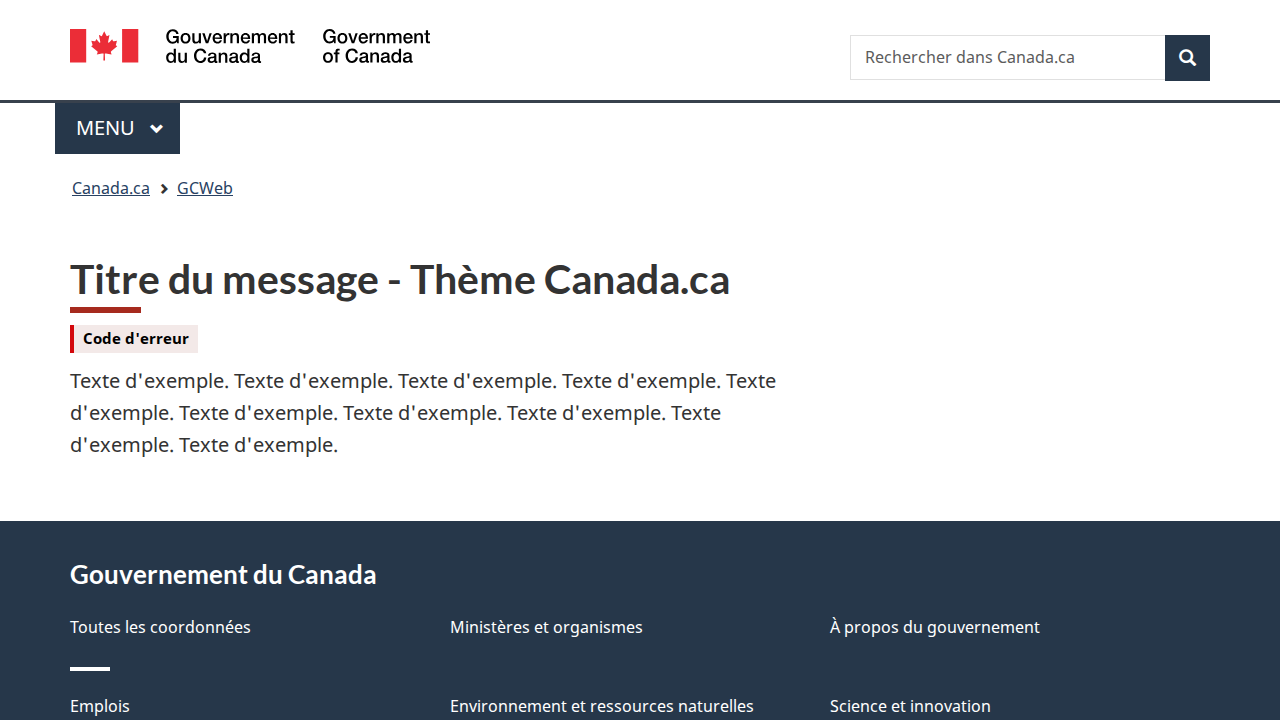 Gouvernement
du Canada
Government
of Canada
Rechercher dans Canada.ca
MENU
Canada.ca
GCWeb
Titre du message - Thème Canada.ca
Code d'erreur
Texte d'exemple. Texte d'exemple. Texte d'exemple. Texte d'exemple. Texte
d'exemple. Texte d'exemple. Texte d'exemple. Texte d'exemple. Texte
d'exemple. Texte d'exemple.
Gouvernement du Canada
Toutes les coordonnées
Ministères et organismes
À propos du gouvernement
Emplois
Environnement et ressources naturelles
Science et innovation